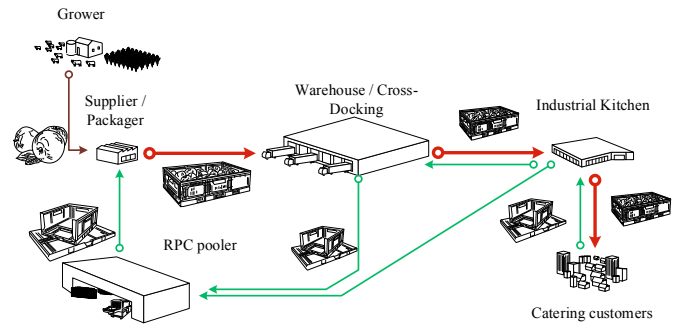 Grower
Supplier /
Packager
Warehouse / Cross-
Docking
Industrial Kitchen
RPC pooler
Catering customers